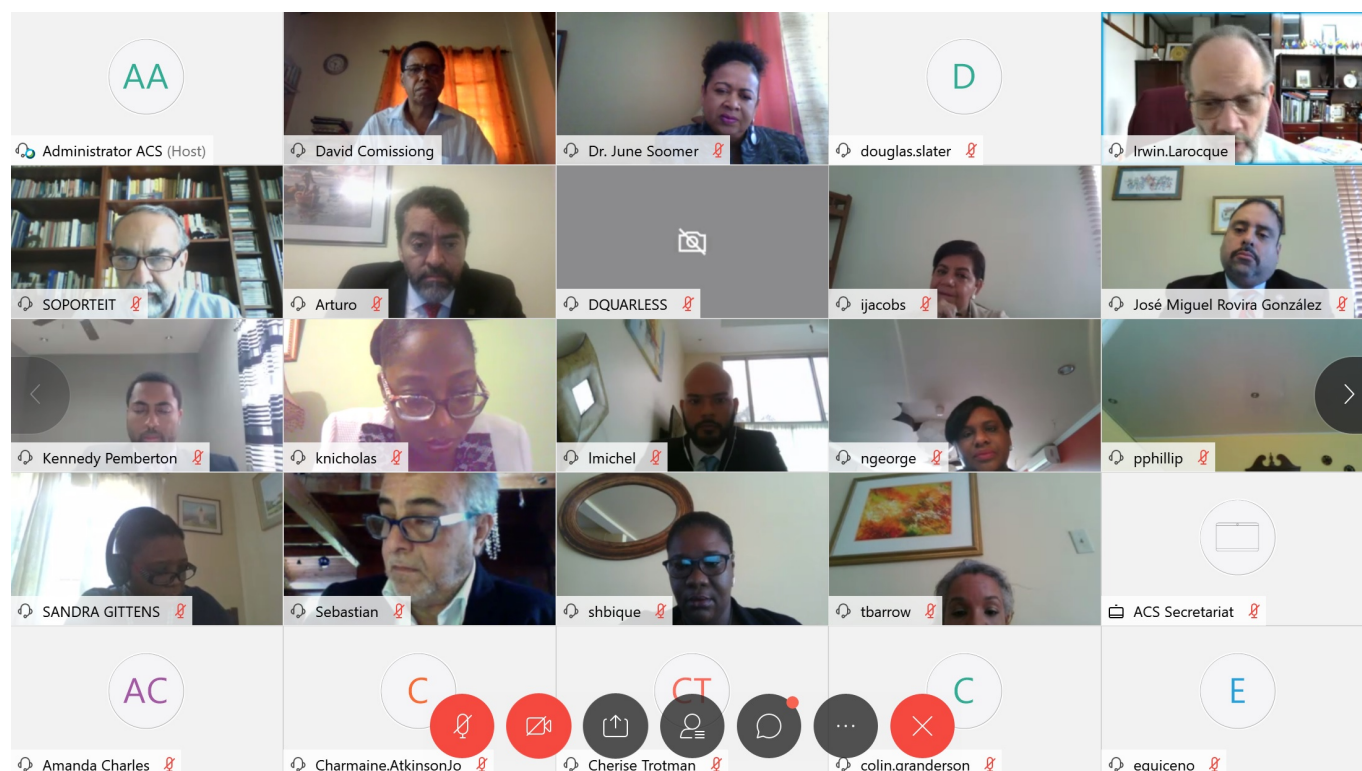 AA
Administrator ACS (Host)
David Comissiong
Dr. June Soomer
D
douglas.slater
Irwin.Larocque
SOPORTEIT
Arturo
DQUARLESS
ijacobs
José Miguel Rovira González
Kennedy Pemberton
knicholas
lmichel
ngeorge
pphillip
SANDRA GITTENS
Sebastian
shbique
tbarrow
ACS Secretariat
AC
Amanda Charles
C
Charmaine.AtkinsonJo
CT
Cherise Trotman
C
colin.granderson
E
eguiceno